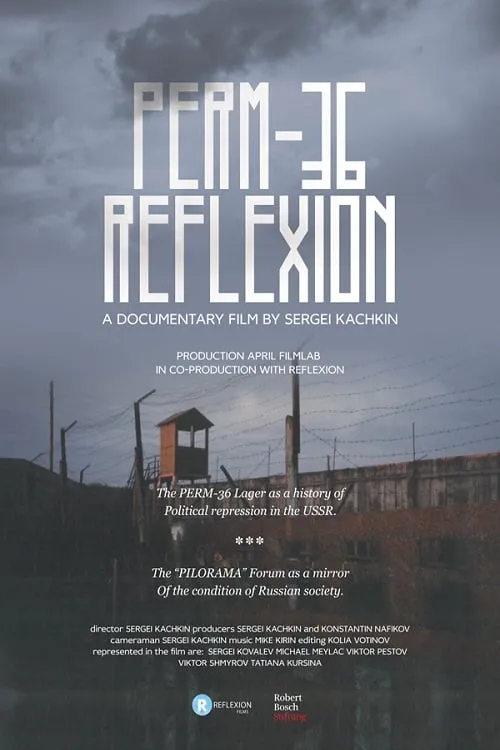 PERM-36
REFLEXION
A DOCUMENTARY FILM BY SERGEI KACHKIN
PRODUCTION APRIL FILMLAB
IN CO-PRODUCTION WITH REFLEXION
The PERM-36 Lager as a history of
Political repression in the USSR.
***
The “PILORAMA” Forum as a mirror
Of the condition of Russian society.
director SERGEI KACHKIN producers SERGEI KACHKIN and KONSTANTIN NAFIKOV
cameraman SERGEI KACHKIN music MIKE KIRIN editing KOLIA VOTINOV
represented in the film are: SERGEI KOVALEV MICHAEL MEYLAC VIKTOR PESTOV
VIKTOR SHMYROV TATIANA KURSINA
R REFLEXION
FILMS
Robert
Bosch
Stiftung